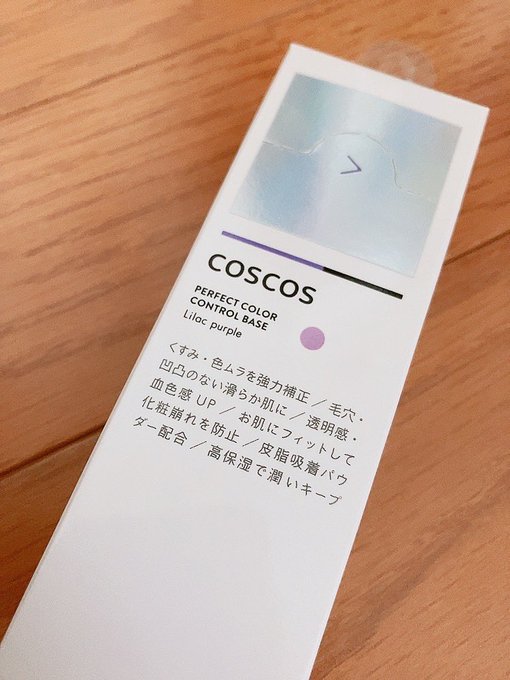 COSCOS
PERFECT COLOR
CONTROL BASE
Lilac purple
くすみ・色ムラを強力補正／毛穴・
凹凸のない滑らか肌に／透明感・
血色感 UP ／お肌にフィットして
化粧崩れを防止／皮脂吸着パウ
ダー配合／高保湿で潤いキープ